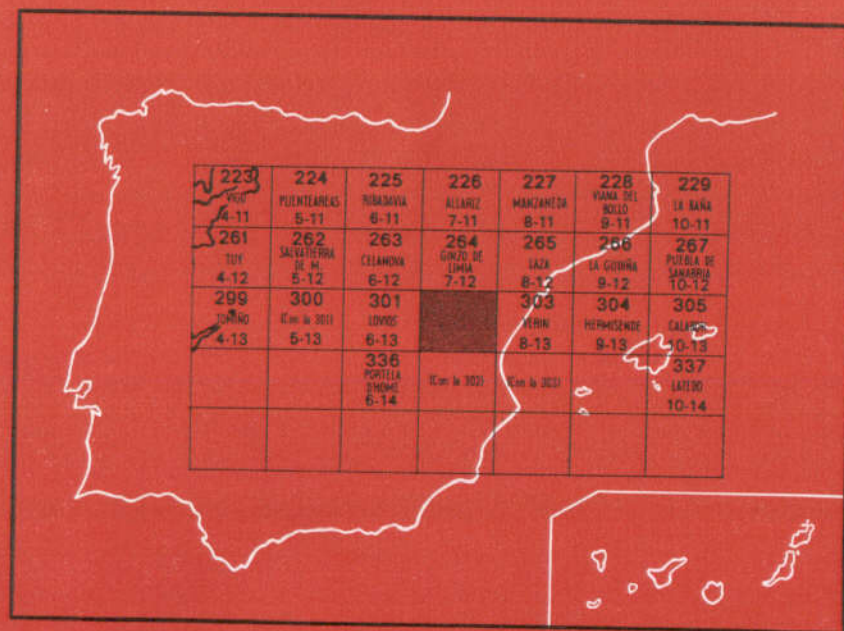 223 224 225 226 227 228 229
VIGO PUENTEAREAS RIBADAVIA ALLARIZ MANZANEDA VIANA DEL BOLLO LA BAÑA
4-11 5-11 6-11 7-11 8-11 9-11 10-11
261 262 263 264 265 266 267
TUY SALVATIERRA DE M. CELANOVA GINZO DE LIMIA LAZA LA GUDIÑA PUEBLA DE SANABRIA
4-12 5-12 6-12 7-12 8-12 9-12 10-12
299 300 301 303 304 305
TOMIÑO (Con la 301) LOVIOS VERIN HERMISENDE CALABOR
4-13 5-13 6-13 8-13 9-13 10-13
336 337
PORTELA D'HOME (Con la 302) (Con la 303) LATEDO
6-14 10-14